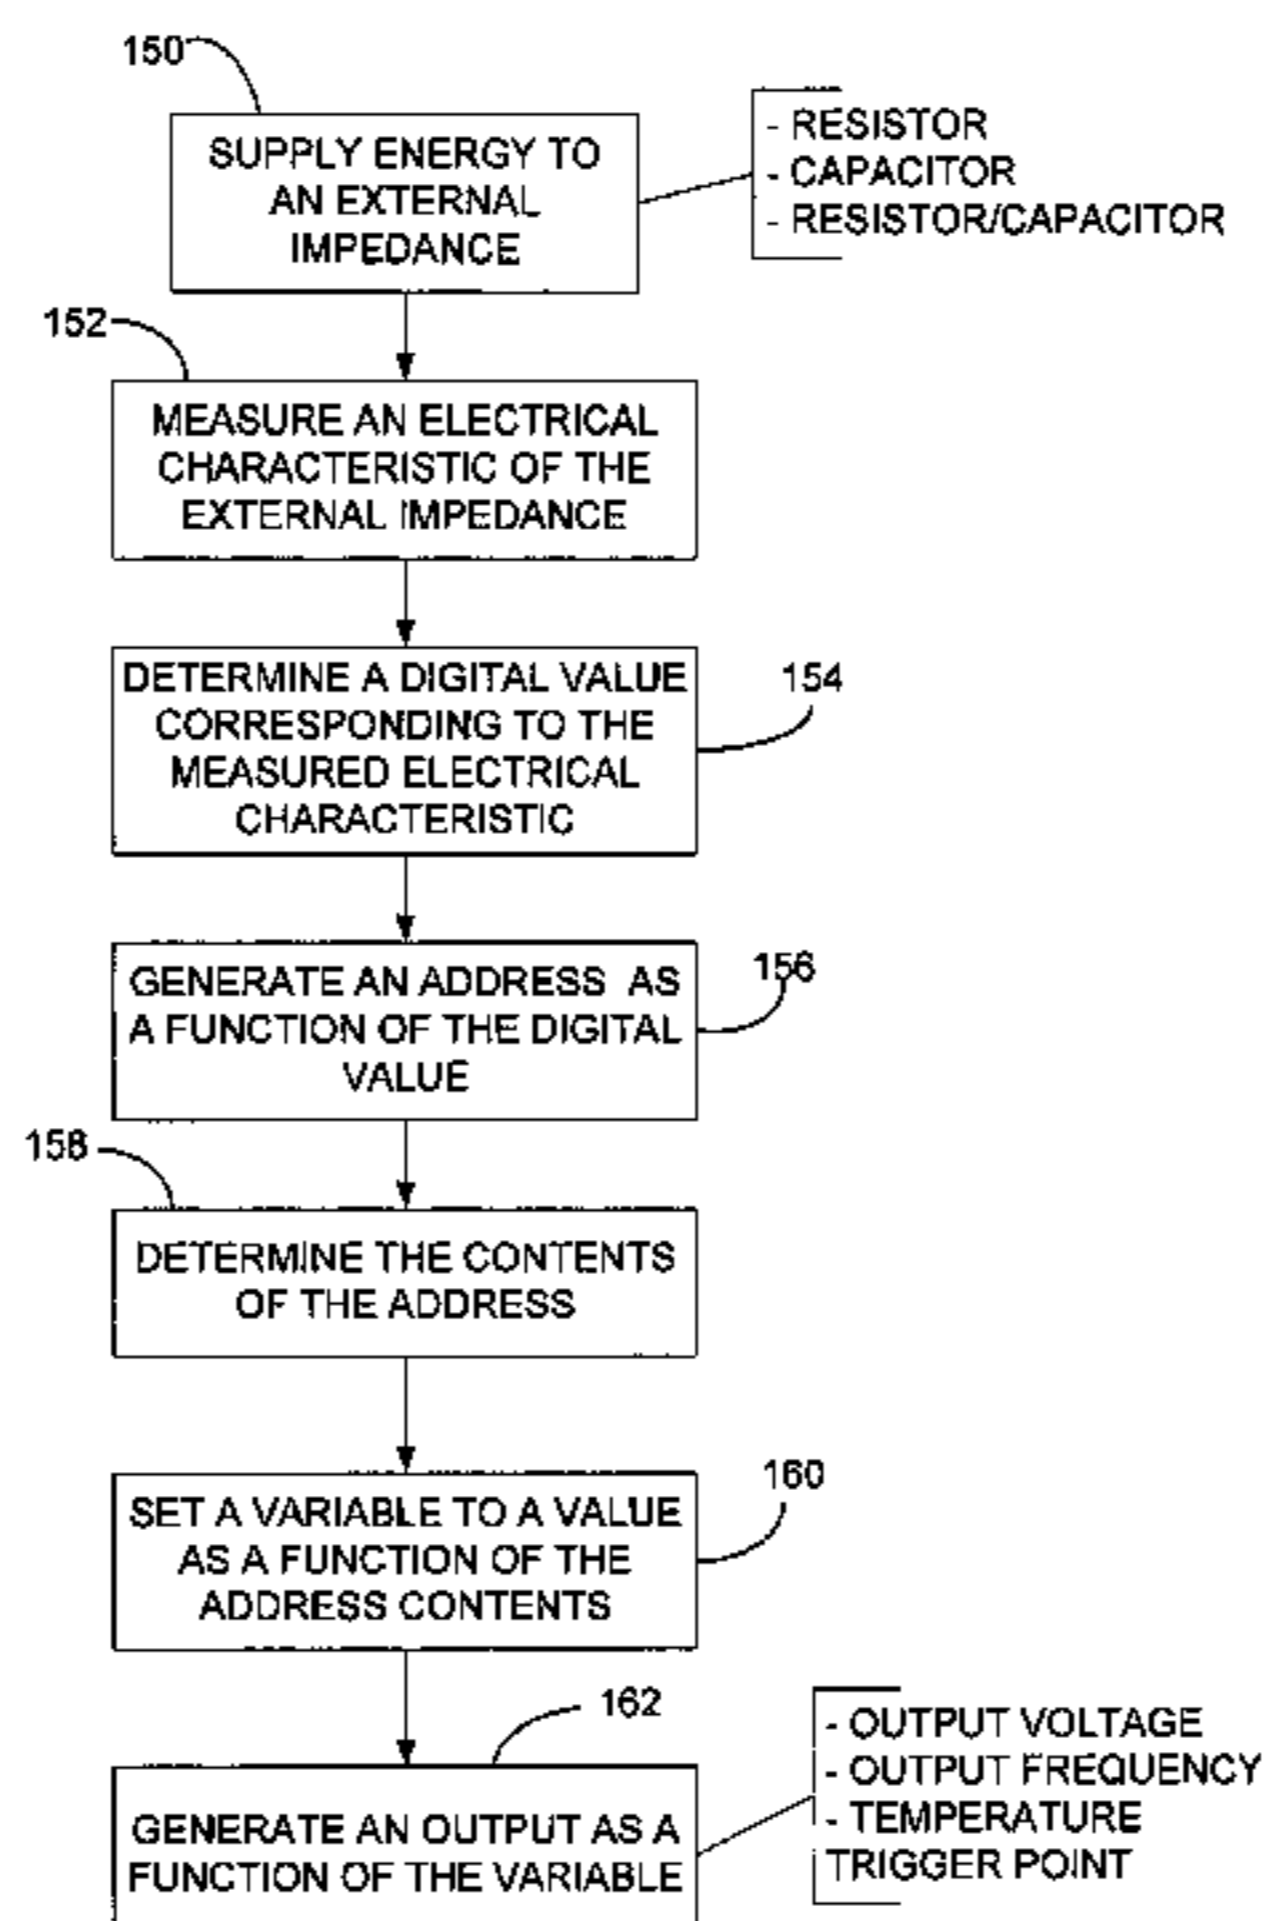 150
SUPPLY ENERGY TO
AN EXTERNAL
IMPEDANCE
- RESISTOR
- CAPACITOR
- RESISTOR/CAPACITOR
152
MEASURE AN ELECTRICAL
CHARACTERISTIC OF THE
EXTERNAL IMPEDANCE
DETERMINE A DIGITAL VALUE
CORRESPONDING TO THE
MEASURED ELECTRICAL
CHARACTERISTIC
154
GENERATE AN ADDRESS AS
A FUNCTION OF THE DIGITAL
VALUE
156
158
DETERMINE THE CONTENTS
OF THE ADDRESS
SET A VARIABLE TO A VALUE
AS A FUNCTION OF THE
ADDRESS CONTENTS
160
162
GENERATE AN OUTPUT AS A
FUNCTION OF THE VARIABLE
- OUTPUT VOLTAGE
- OUTPUT FREQUENCY
- TEMPERATURE
TRIGGER POINT